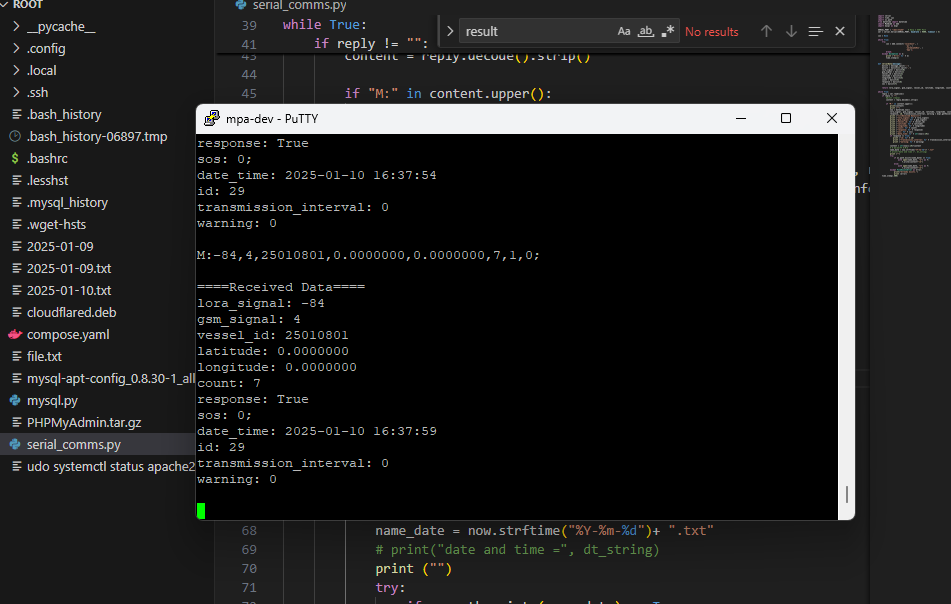 ROOT
__pycache__
.config
.local
.ssh
.bash_history
.bash_history-06897.tmp
.bashrc
.lesshst
.mysql_history
.wget-hsts
2025-01-09
2025-01-09.txt
2025-01-10.txt
cloudflared.deb
compose.yaml
file.txt
mysql-apt-config_0.8.30-1_all
mysql.py
PHPMyAdmin.tar.gz
serial_comms.py
udo systemctl status apache2
serial_comms.py
39 while True:
41 if reply != "":
43 content = reply.decode().strip()
44
45 if "M:" in content.upper():
result
Aa ab .*
No results
mpa-dev - PuTTY
response: True
sos: 0;
date_time: 2025-01-10 16:37:54
id: 29
transmission_interval: 0
warning: 0
M:-84,4,25010801,0.0000000,0.0000000,7,1,0;
====Received Data====
lora_signal: -84
gsm_signal: 4
vessel_id: 25010801
latitude: 0.0000000
longitude: 0.0000000
count: 7
response: True
sos: 0;
date_time: 2025-01-10 16:37:59
id: 29
transmission_interval: 0
warning: 0
68 name_date = now.strftime("%Y-%m-%d")+ ".txt"
69 # print("date and time =", dt_string)
70 print ("")
71 try: